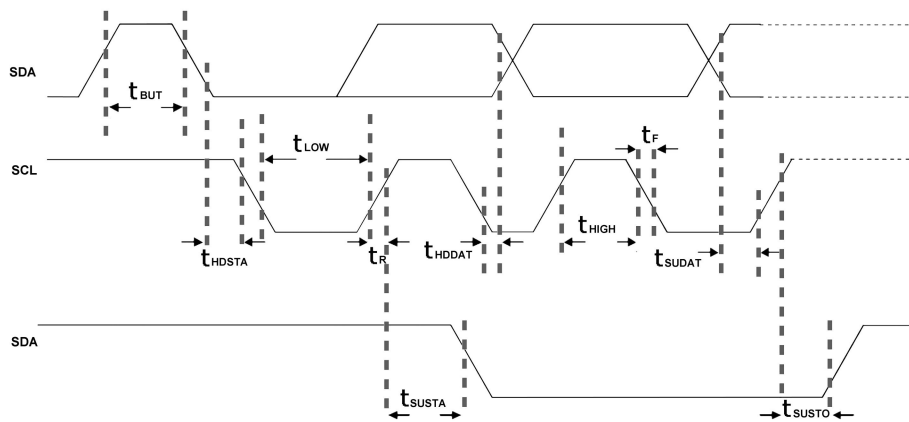 SDA
tBUT
tLOW
tF
SCL
tHDSTA
tR
tHDDAT
tHIGH
tSUDAT
SDA
tSUSTA
tSUSTO